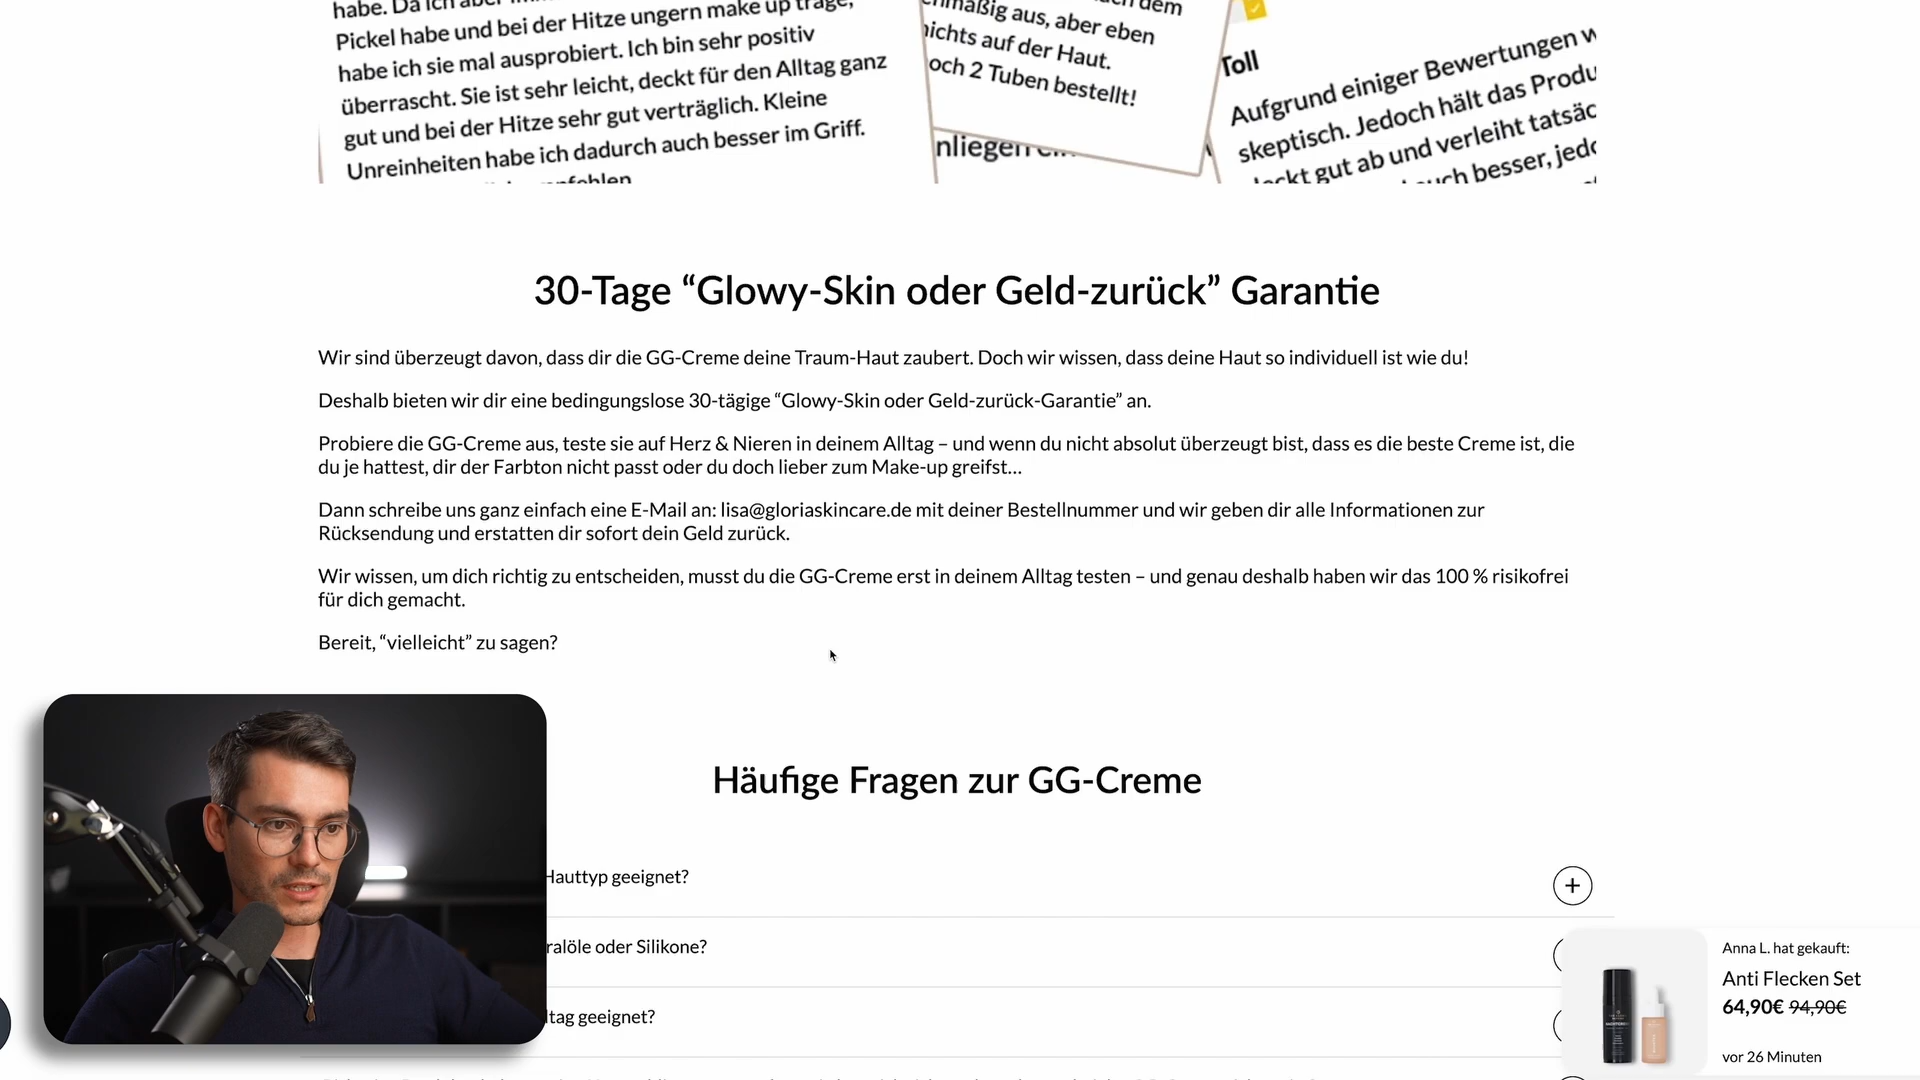 habe. Da ich aber
Pickel habe und bei der Hitze ungern make up trage,
habe ich sie mal ausprobiert. Ich bin sehr positiv
überrascht. Sie ist sehr leicht, deckt für den Alltag ganz
gut und bei der Hitze sehr gut verträglich. Kleine
Unreinheiten habe ich dadurch auch besser im Griff.
dem
aus, aber eben
nichts auf der Haut.
och 2 Tuben bestellt!
Toll
Aufgrund einiger Bewertungen w
skeptisch. Jedoch hält das Produ
deckt gut ab und verleiht tatsäc
auch besser, jedo
30-Tage “Glowy-Skin oder Geld-zurück” Garantie
Wir sind überzeugt davon, dass dir die GG-Creme deine Traum-Haut zaubert. Doch wir wissen, dass deine Haut so individuell ist wie du!
Deshalb bieten wir dir eine bedingungslose 30-tägige “Glowy-Skin oder Geld-zurück-Garantie” an.
Probiere die GG-Creme aus, teste sie auf Herz & Nieren in deinem Alltag – und wenn du nicht absolut überzeugt bist, dass es die beste Creme ist, die
du je hattest, dir der Farbton nicht passt oder du doch lieber zum Make-up greifst...
Dann schreibe uns ganz einfach eine E-Mail an: lisa@gloriaskincare.de mit deiner Bestellnummer und wir geben dir alle Informationen zur
Rücksendung und erstatten dir sofort dein Geld zurück.
Wir wissen, um dich richtig zu entscheiden, musst du die GG-Creme erst in deinem Alltag testen – und genau deshalb haben wir das 100 % risikofrei
für dich gemacht.
Bereit, “vielleicht” zu sagen?
Häufige Fragen zur GG-Creme
Hauttyp geeignet?
ralöle oder Silikone?
ltag geeignet?
Anna L. hat gekauft:
Anti Flecken Set
64,90€ 94,90€
vor 26 Minuten